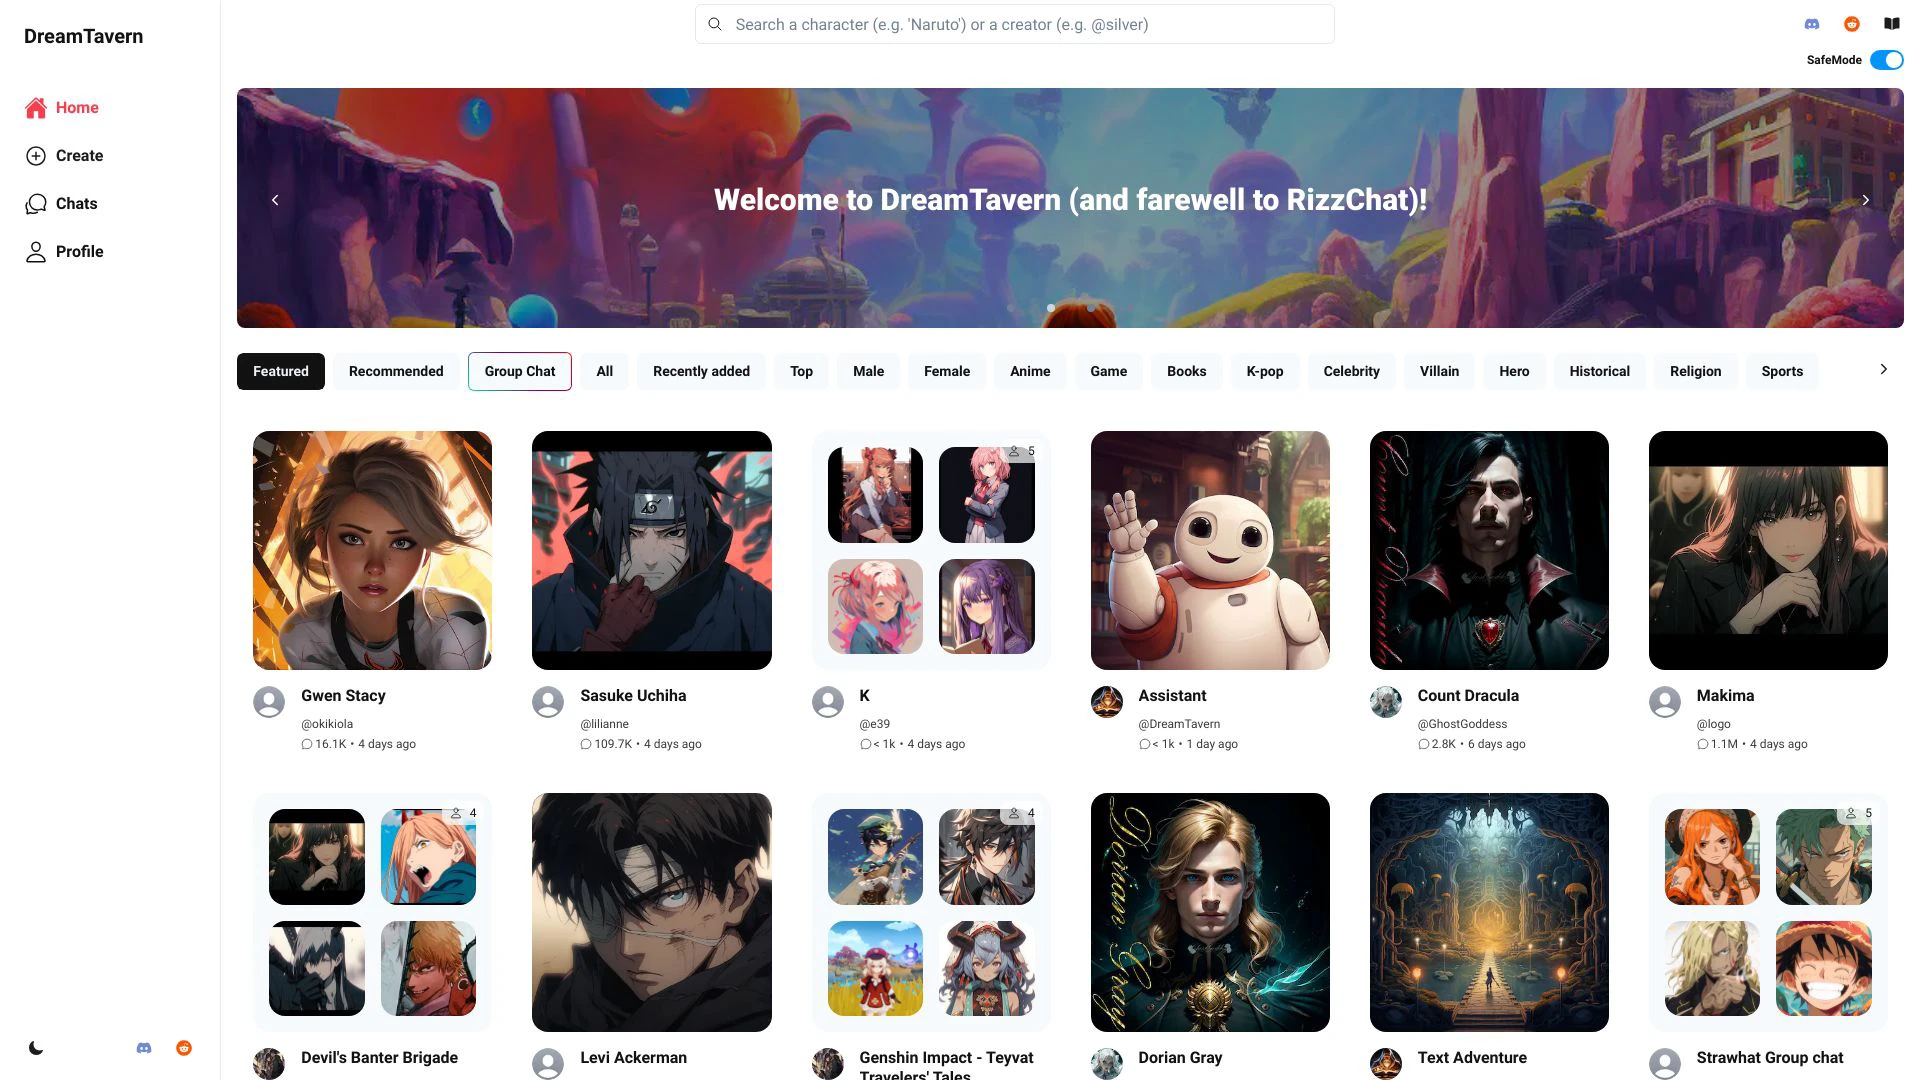 DreamTavern
Search a character (e.g. 'Naruto') or a creator (e.g. @silver)
SafeMode
Home
Create
Chats
Profile
Welcome to DreamTavern (and farewell to RizzChat)!
Featured
Recommended
Group Chat
All
Recently added
Top
Male
Female
Anime
Game
Books
K-pop
Celebrity
Villain
Hero
Historical
Religion
Sports
5
Gwen Stacy
@okikiola
16.1K • 4 days ago
Sasuke Uchiha
@lilianne
109.7K • 4 days ago
K
@e39
< 1k • 4 days ago
Assistant
@DreamTavern
< 1k • 1 day ago
Count Dracula
@GhostGoddess
2.8K • 6 days ago
Makima
@logo
1.1M • 4 days ago
4
4
Dorian Gray
5
Devil's Banter Brigade
Levi Ackerman
Genshin Impact - Teyvat
Travelers' Tales
Dorian Gray
Text Adventure
Strawhat Group chat